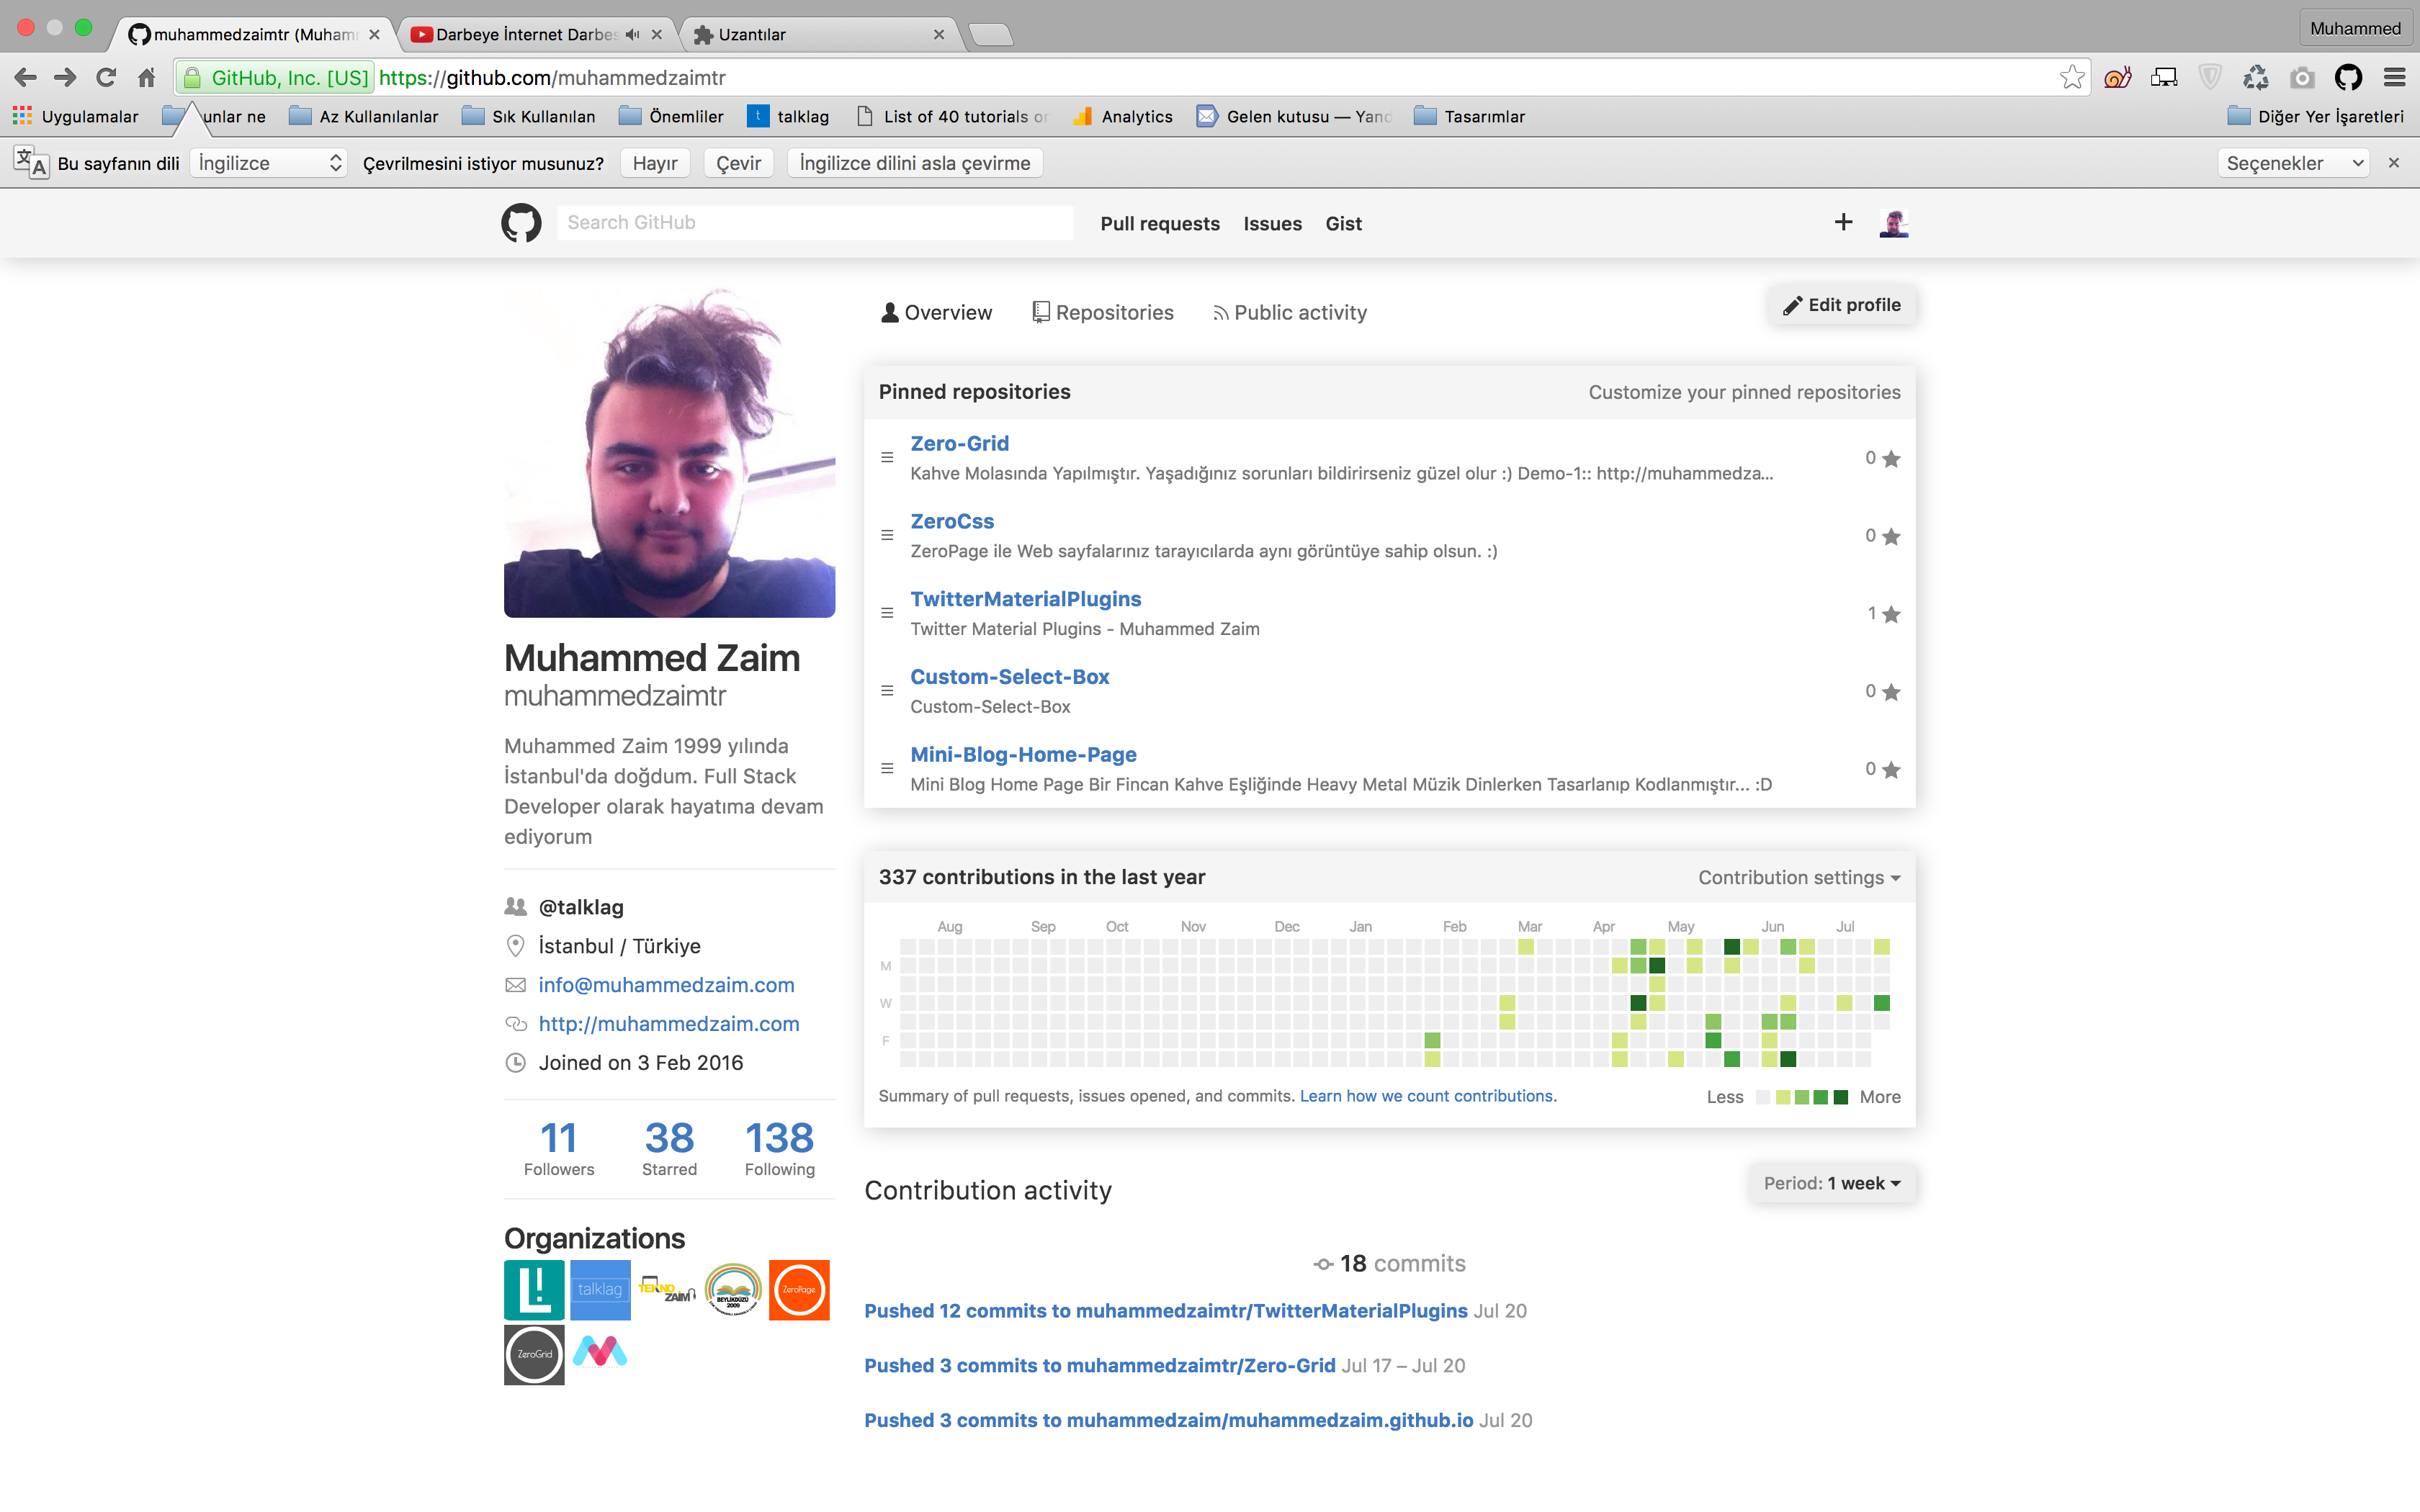 muhammedzaimtr (Muhamm
Darbeye İnternet Darbes
Uzantılar
Muhammed
GitHub, Inc. [US]
https://github.com/muhammedzaimtr
Uygulamalar
unlar ne
Az Kullanılanlar
Sık Kullanılan
Önemliler
t
talklag
List of 40 tutorials or
Analytics
Gelen kutusu — Yand
Tasarımlar
Diğer Yer İşaretleri
Bu sayfanın dili
İngilizce
Çevrilmesini istiyor musunuz?
Hayır
Çevir
İngilizce dilini asla çevirme
Seçenekler
Search GitHub
Pull requests
Issues
Gist
Overview
Repositories
Public activity
Edit profile
Muhammed Zaim
muhammedzaimtr
Muhammed Zaim 1999 yılında
İstanbul'da doğdum. Full Stack
Developer olarak hayatıma devam
ediyorum
@talklag
İstanbul / Türkiye
info@muhammedzaim.com
http://muhammedzaim.com
Joined on 3 Feb 2016
11 38 138
Followers Starred Following
Organizations
L!
talklag
TEKNO
ZAIM
BEYLİKDÜZÜ
2009
ZeroPage
ZeroGrid
Pinned repositories
Customize your pinned repositories
Zero-Grid
Kahve Molasında Yapılmıştır. Yaşadığınız sorunları bildirirseniz güzel olur :) Demo-1:: http://muhammedza...
0
ZeroCss
ZeroPage ile Web sayfalarınız tarayıcılarda aynı görüntüye sahip olsun. :)
0
TwitterMaterialPlugins
Twitter Material Plugins - Muhammed Zaim
1
Custom-Select-Box
Custom-Select-Box
0
Mini-Blog-Home-Page
Mini Blog Home Page Bir Fincan Kahve Eşliğinde Heavy Metal Müzik Dinlerken Tasarlanıp Kodlanmıştır... :D
0
337 contributions in the last year
Contribution settings
Aug Sep Oct Nov Dec Jan Feb Mar Apr May Jun Jul
M
W
F
Summary of pull requests, issues opened, and commits. Learn how we count contributions.
Less More
Contribution activity
Period: 1 week
18 commits
Pushed 12 commits to muhammedzaimtr/TwitterMaterialPlugins Jul 20
Pushed 3 commits to muhammedzaimtr/Zero-Grid Jul 17 – Jul 20
Pushed 3 commits to muhammedzaim/muhammedzaim.github.io Jul 20